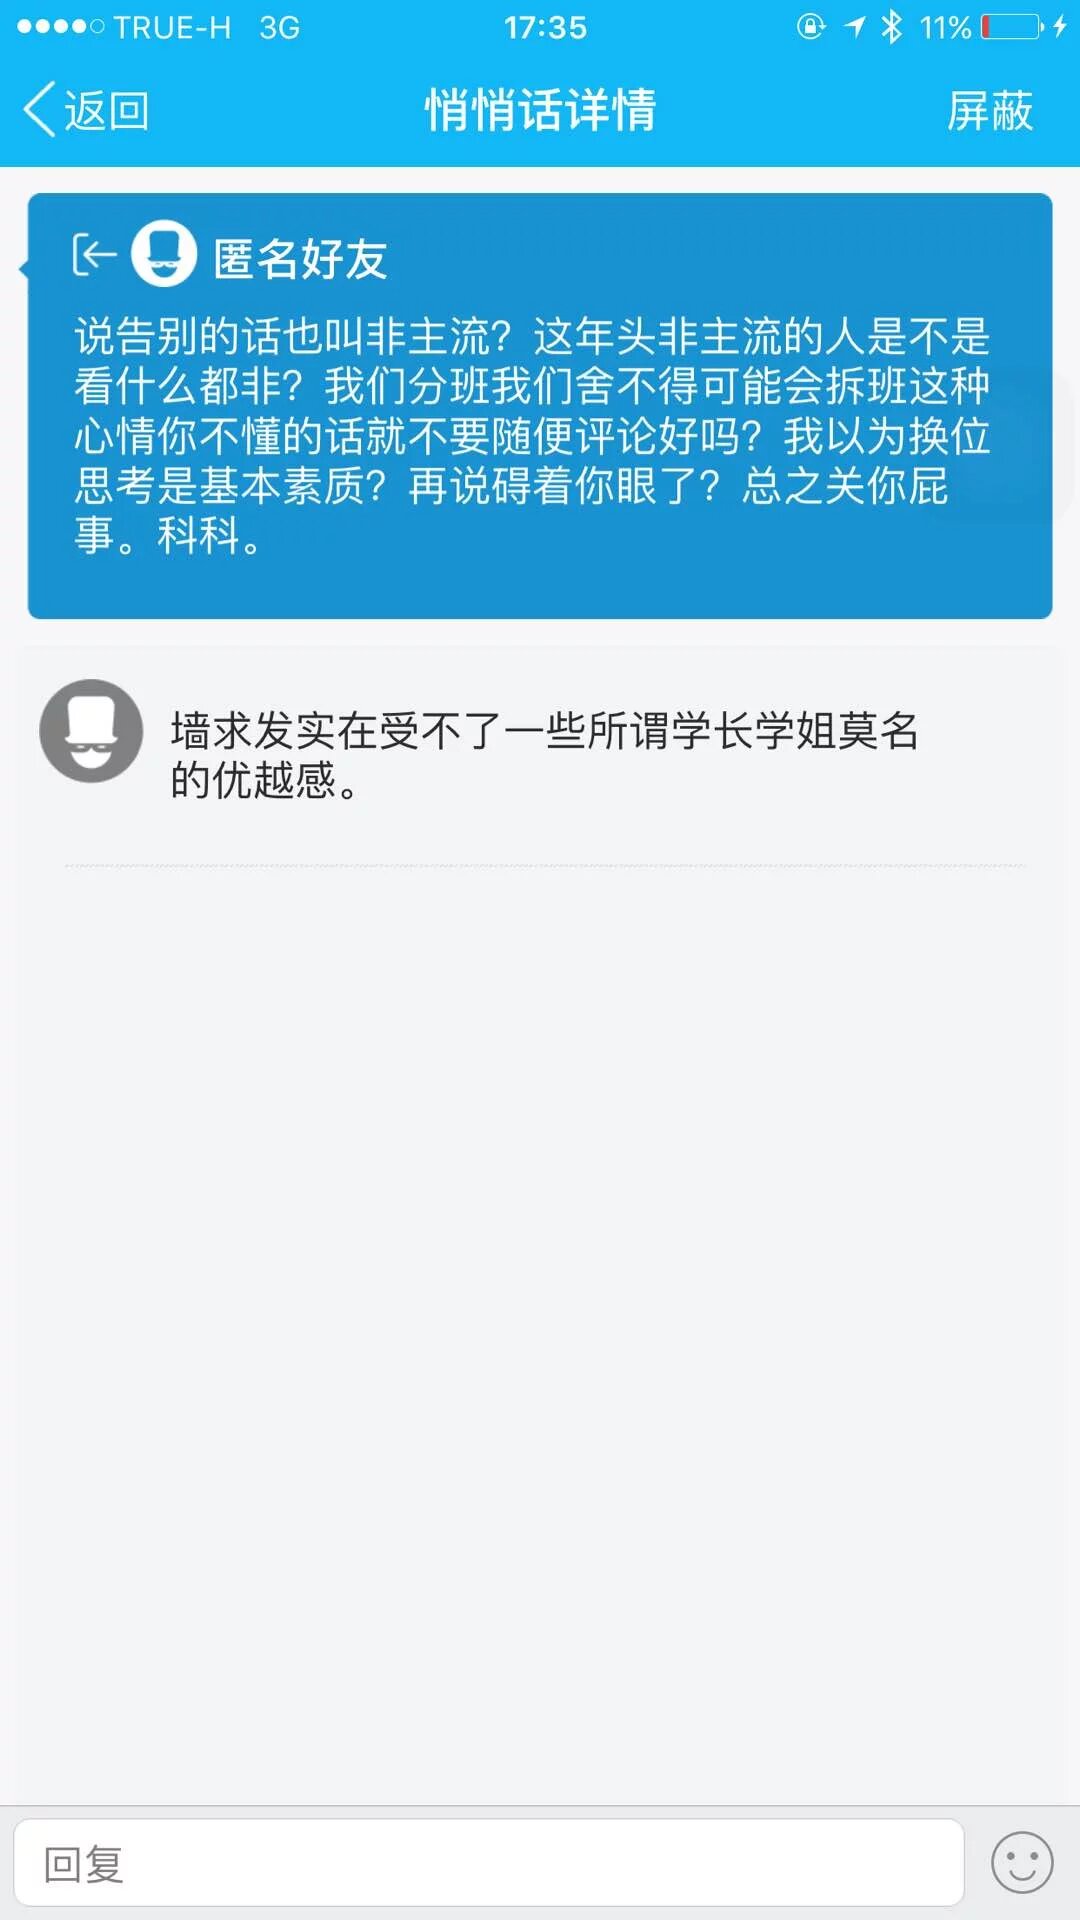 TRUE-H 3G 17:35 11%
返回 悄悄话详情 屏蔽
匿名好友
说告别的话也叫非主流？这年头非主流的人是不是
看什么都非？我们分班我们舍不得可能会拆班这种
心情你不懂的话就不要随便评论好吗？我以为换位
思考是基本素质？再说碍着你眼了？总之关你屁
事。科科。
墙求发实在受不了一些所谓学长学姐莫名
的优越感。
回复